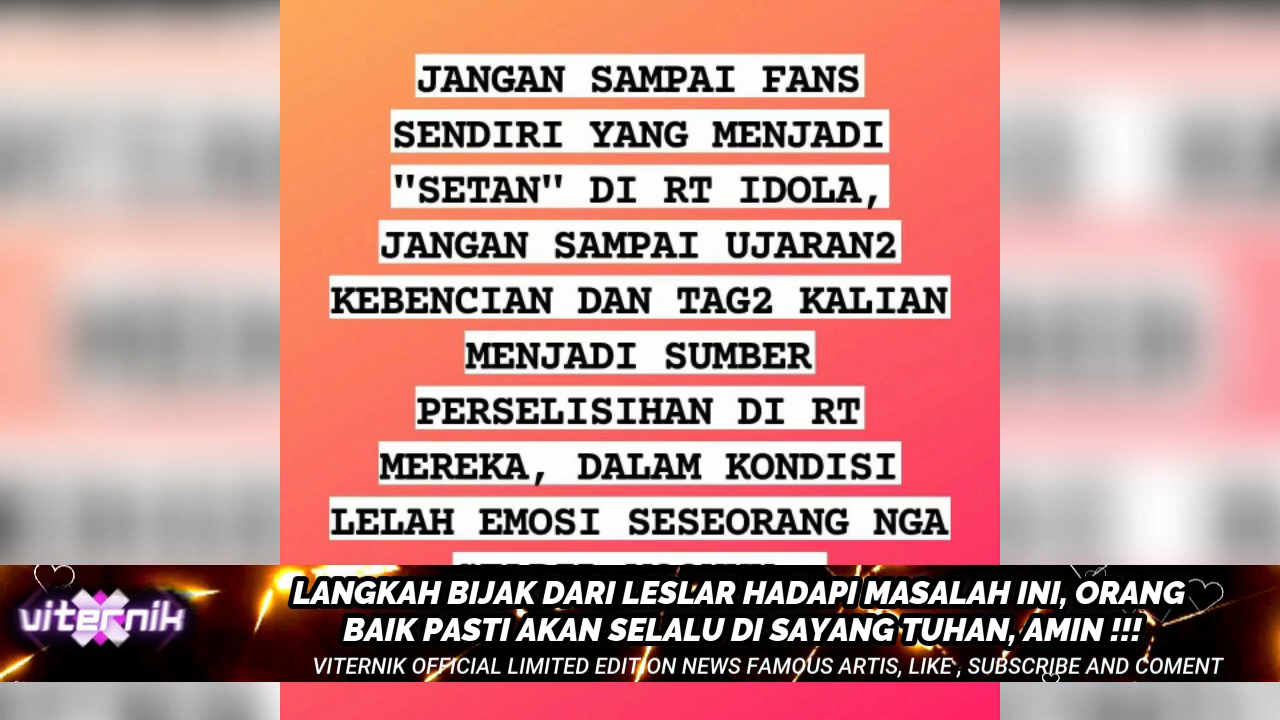 JANGAN SAMPAI FANS
SENDIRI YANG MENJADI
"SETAN" DI RT IDOLA,
JANGAN SAMPAI UJARAN2
KEBENCIAN DAN TAG2 KALIAN
MENJADI SUMBER
PERSELISIHAN DI RT
MEREKA, DALAM KONDISI
LELAH EMOSI SESEORANG NGA
viternik
LANGKAH BIJAK DARI LESLAR HADAPI MASALAH INI, ORANG
BAIK PASTI AKAN SELALU DI SAYANG TUHAN, AMIN !!!
VITERNIK OFFICIAL LIMITED EDITION NEWS FAMOUS ARTIS, LIKE , SUBSCRIBE AND COMENT